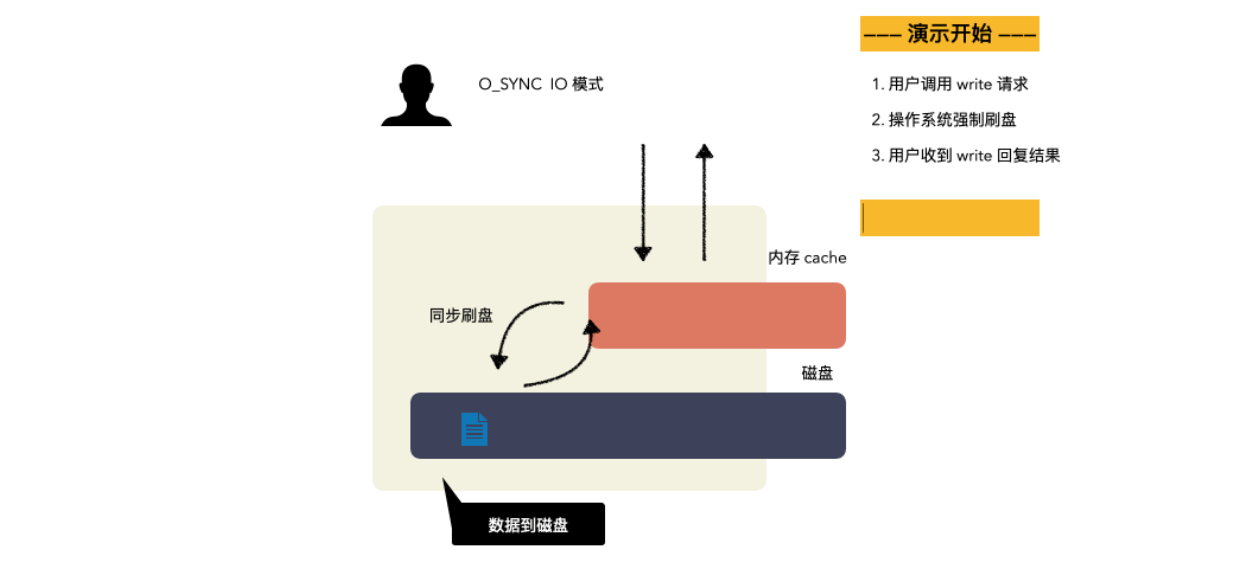 ——— 演示开始 ———
O_SYNC IO 模式
1. 用户调用 write 请求
2. 操作系统强制刷盘
3. 用户收到 write 回复结果
内存 cache
同步刷盘
磁盘
数据到磁盘